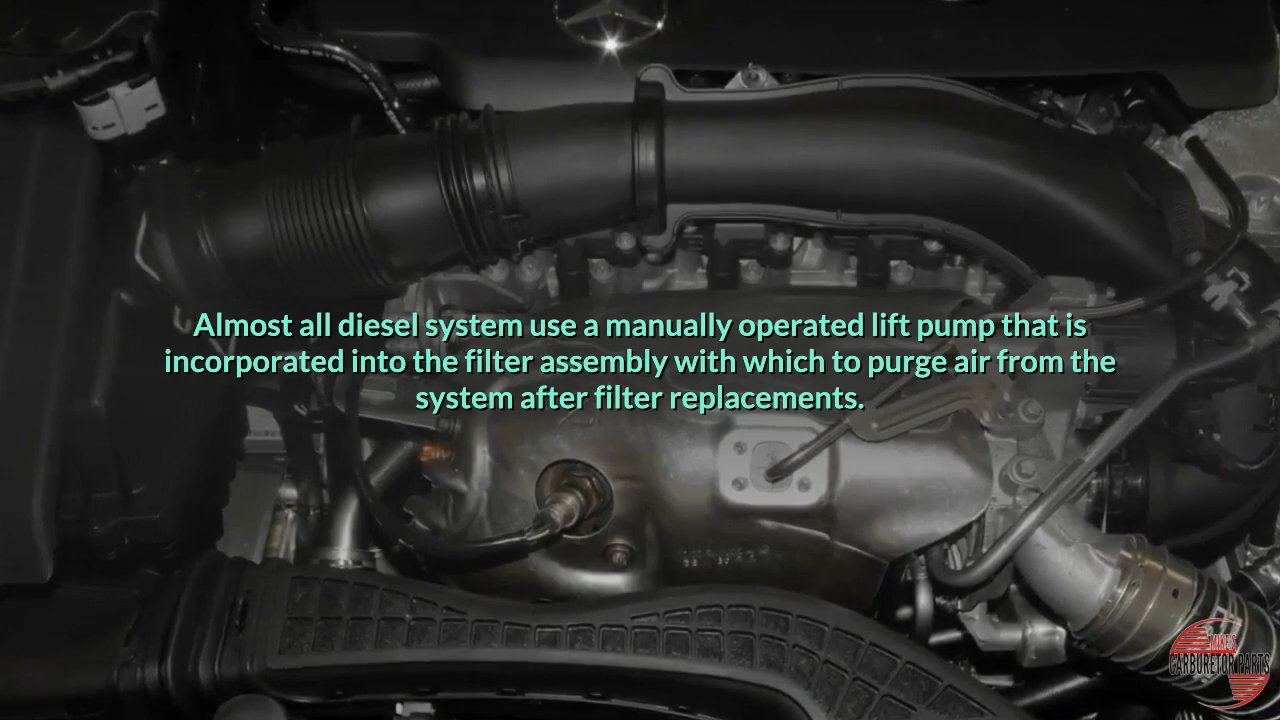 Almost all diesel system use a manually operated lift pump that is
incorporated into the filter assembly with which to purge air from the
system after filter replacements.
MIKE'S
CARBURETOR PARTS